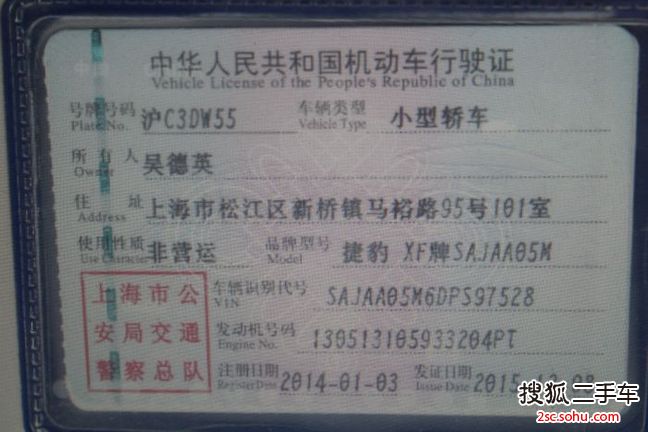 中华人民共和国机动车行驶证
Vehicle License of the People's Republic of China
号牌号码 Plate No. 沪C3DW55 车辆类型 Vehicle Type 小型轿车
所有人 Owner 吴德英
住址 Address 上海市松江区新桥镇马裕路95号101室
使用性质 Use Character 非营运 品牌型号 Model 捷豹 XF牌SAJAA05M
上海市公安局交通警察总队
车辆识别代号 VIN SAJAA05M6DPS97528
发动机号码 Engine No. 130513105933204PT
注册日期 Register Date 2014-01-03 发证日期 Issue Date 2015-12-
搜狐二手车
2sc.sohu.com